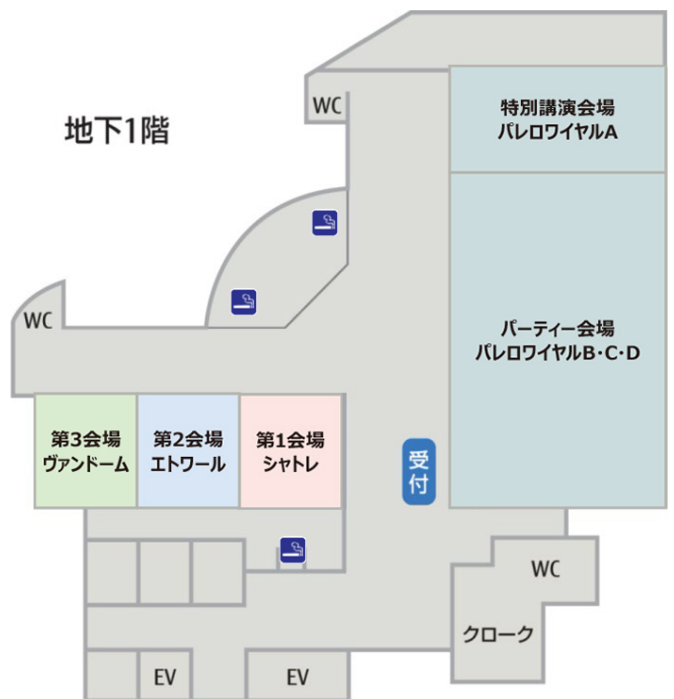 WC
特別講演会場
パレロワイヤルA
地下1階
WC
パーティー会場
パレロワイヤルB・C・D
第3会場
ヴァンドーム
第2会場
エトワール
第1会場
シャトレ
受付
WC
クローク
EV
EV